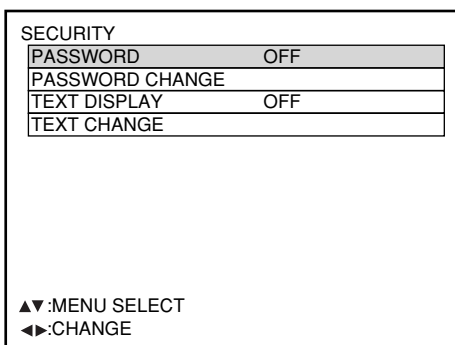 SECURITY
PASSWORD OFF
PASSWORD CHANGE
TEXT DISPLAY OFF
TEXT CHANGE
▲▼:MENU SELECT
◀▶:CHANGE